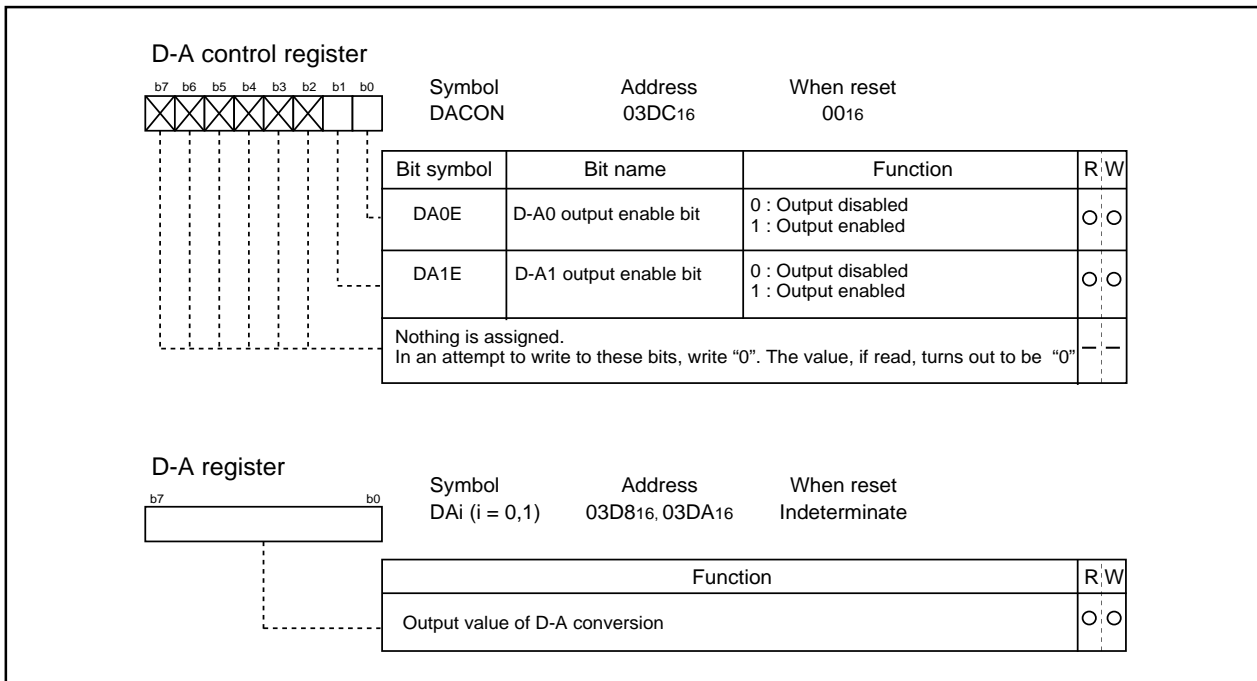 D-A control register
b7 b6 b5 b4 b3 b2 b1 b0
Symbol Address When reset
DACON 03DC16 0016
Bit symbol Bit name Function R W
DA0E D-A0 output enable bit 0 : Output disabled
1 : Output enabled
DA1E D-A1 output enable bit 0 : Output disabled
1 : Output enabled
Nothing is assigned.
In an attempt to write to these bits, write “0”. The value, if read, turns out to be “0”
D-A register
b7 b0
Symbol Address When reset
DAi (i = 0,1) 03D816, 03DA16 Indeterminate
Function R W
Output value of D-A conversion